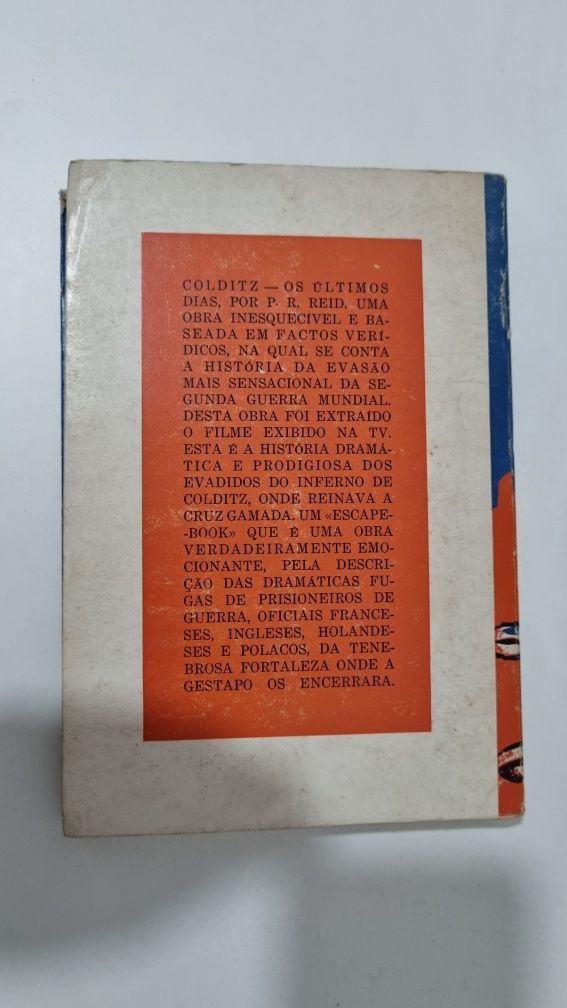 COLDITZ — OS ÚLTIMOS
DIAS, POR P. R. REID. UMA
OBRA INESQUECIVEL E BA-
SEADA EM FACTOS VERI-
DICOS, NA QUAL SE CONTA
A HISTÓRIA DA EVASÃO
MAIS SENSACIONAL DA SE-
GUNDA GUERRA MUNDIAL.
DESTA OBRA FOI EXTRAIDO
O FILME EXIBIDO NA TV.
ESTA É A HISTÓRIA DRAMÁ-
TICA E PRODIGIOSA DOS
EVADIDOS DO INFERNO DE
COLDITZ, ONDE REINAVA A
CRUZ GAMADA. UM «ESCAPE-
-BOOK» QUE É UMA OBRA
VERDADEIRAMENTE EMO-
CIONANTE, PELA DESCRI-
ÇÃO DAS DRAMÁTICAS FU-
GAS DE PRISIONEIROS DE
GUERRA, OFICIAIS FRANCE-
SES, INGLESES, HOLANDE-
SES E POLACOS, DA TENE-
BROSA FORTALEZA ONDE A
GESTAPO OS ENCERRARA.